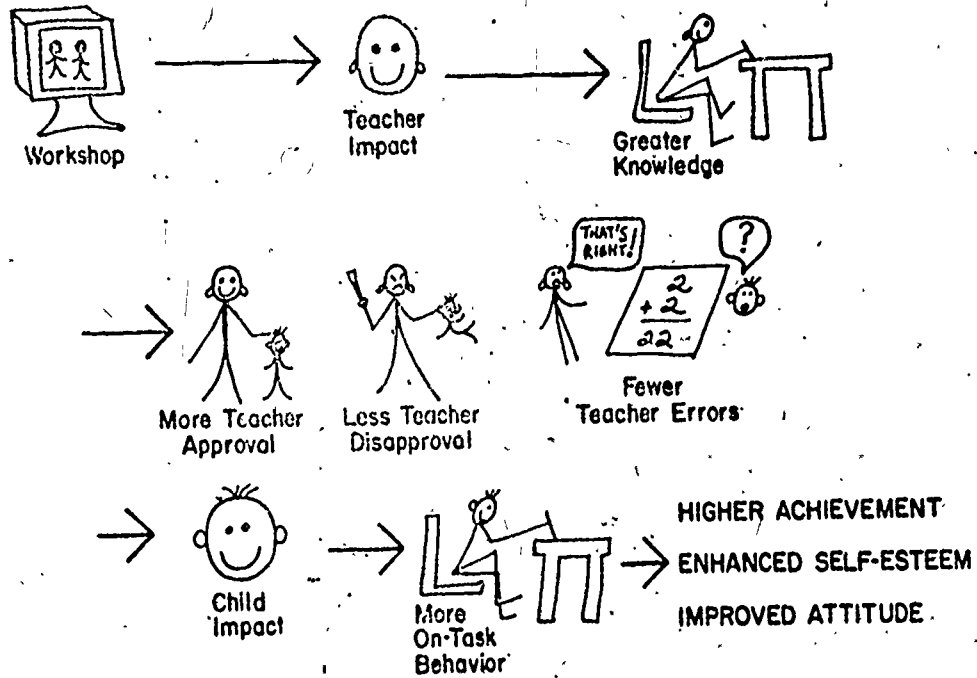 Workshop
Teacher
Impact
Greater
Knowledge
THAT'S
RIGHT!
?
2
+2
22
More Teacher
Approval
Less Teacher
Disapproval
Fewer
Teacher Errors
Child
Impact
More
On-Task
Behavior
HIGHER ACHIEVEMENT
ENHANCED SELF-ESTEEM
IMPROVED ATTITUDE